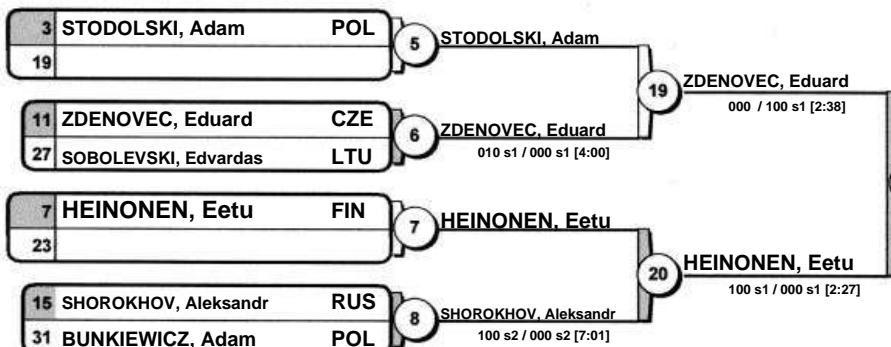 3 STODOLSKI, Adam POL
19
5
STODOLSKI, Adam
11 ZDENOVEC, Eduard CZE
27 SOBOLEVSKI, Edvardas LTU
6
ZDENOVEC, Eduard
010 s1 / 000 s1 [4:00]
19
ZDENOVEC, Eduard
000 / 100 s1 [2:38]
7 HEINONEN, Eetu FIN
23
7
HEINONEN, Eetu
15 SHOROKHOV, Aleksandr RUS
31 BUNKIEWICZ, Adam POL
8
SHOROKHOV, Aleksandr
100 s2 / 000 s2 [7:01]
20
HEINONEN, Eetu
100 s1 / 000 s1 [2:27]